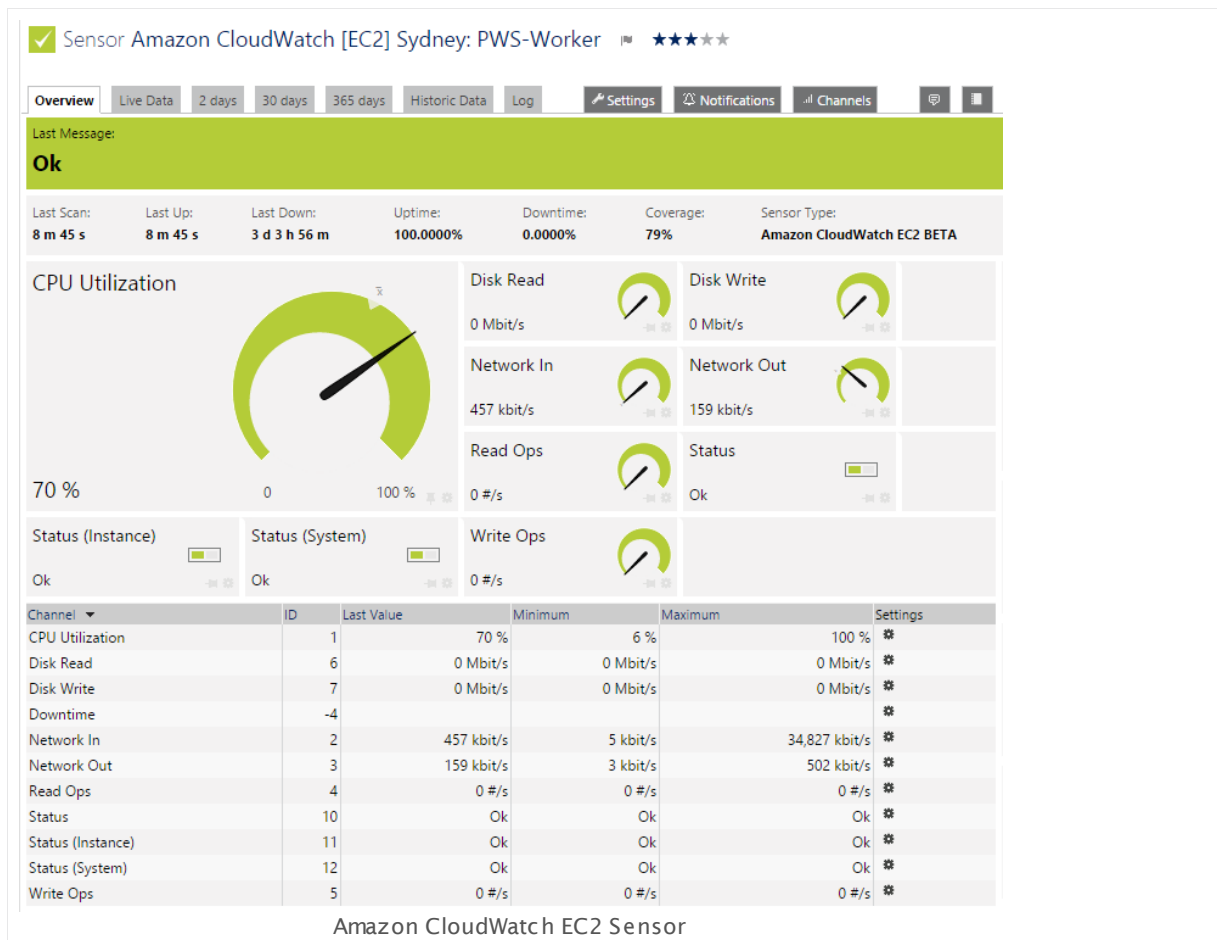 Sensor Amazon CloudWatch [EC2] Sydney: PWS-Worker
Overview Live Data 2 days 30 days 365 days Historic Data Log Settings Notifications Channels
Last Message:
Ok
Last Scan: Last Up: Last Down: Uptime: Downtime: Coverage: Sensor Type:
8 m 45 s 8 m 45 s 3 d 3 h 56 m 100.0000% 0.0000% 79% Amazon CloudWatch EC2 BETA
CPU Utilization
x
70 %
0 100 %
Disk Read
0 Mbit/s
Disk Write
0 Mbit/s
Network In
457 kbit/s
Network Out
159 kbit/s
Read Ops
0 #/s
Status
Ok
Status (Instance)
Ok
Status (System)
Ok
Write Ops
0 #/s
Channel ID Last Value Minimum Maximum Settings
CPU Utilization 1 70 % 6 % 100 %
Disk Read 6 0 Mbit/s 0 Mbit/s 0 Mbit/s
Disk Write 7 0 Mbit/s 0 Mbit/s 0 Mbit/s
Downtime -4
Network In 2 457 kbit/s 5 kbit/s 34,827 kbit/s
Network Out 3 159 kbit/s 3 kbit/s 502 kbit/s
Read Ops 4 0 #/s 0 #/s 0 #/s
Status 10 Ok Ok Ok
Status (Instance) 11 Ok Ok Ok
Status (System) 12 Ok Ok Ok
Write Ops 5 0 #/s 0 #/s 0 #/s
Amazon CloudWatch EC2 Sensor